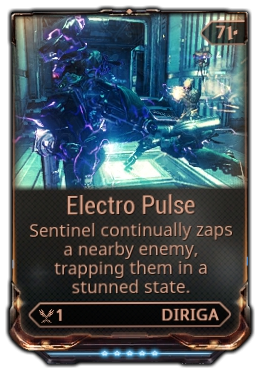 71
Electro Pulse
Sentinel continually zaps
a nearby enemy,
trapping them in a
stunned state.
1 DIRIGA